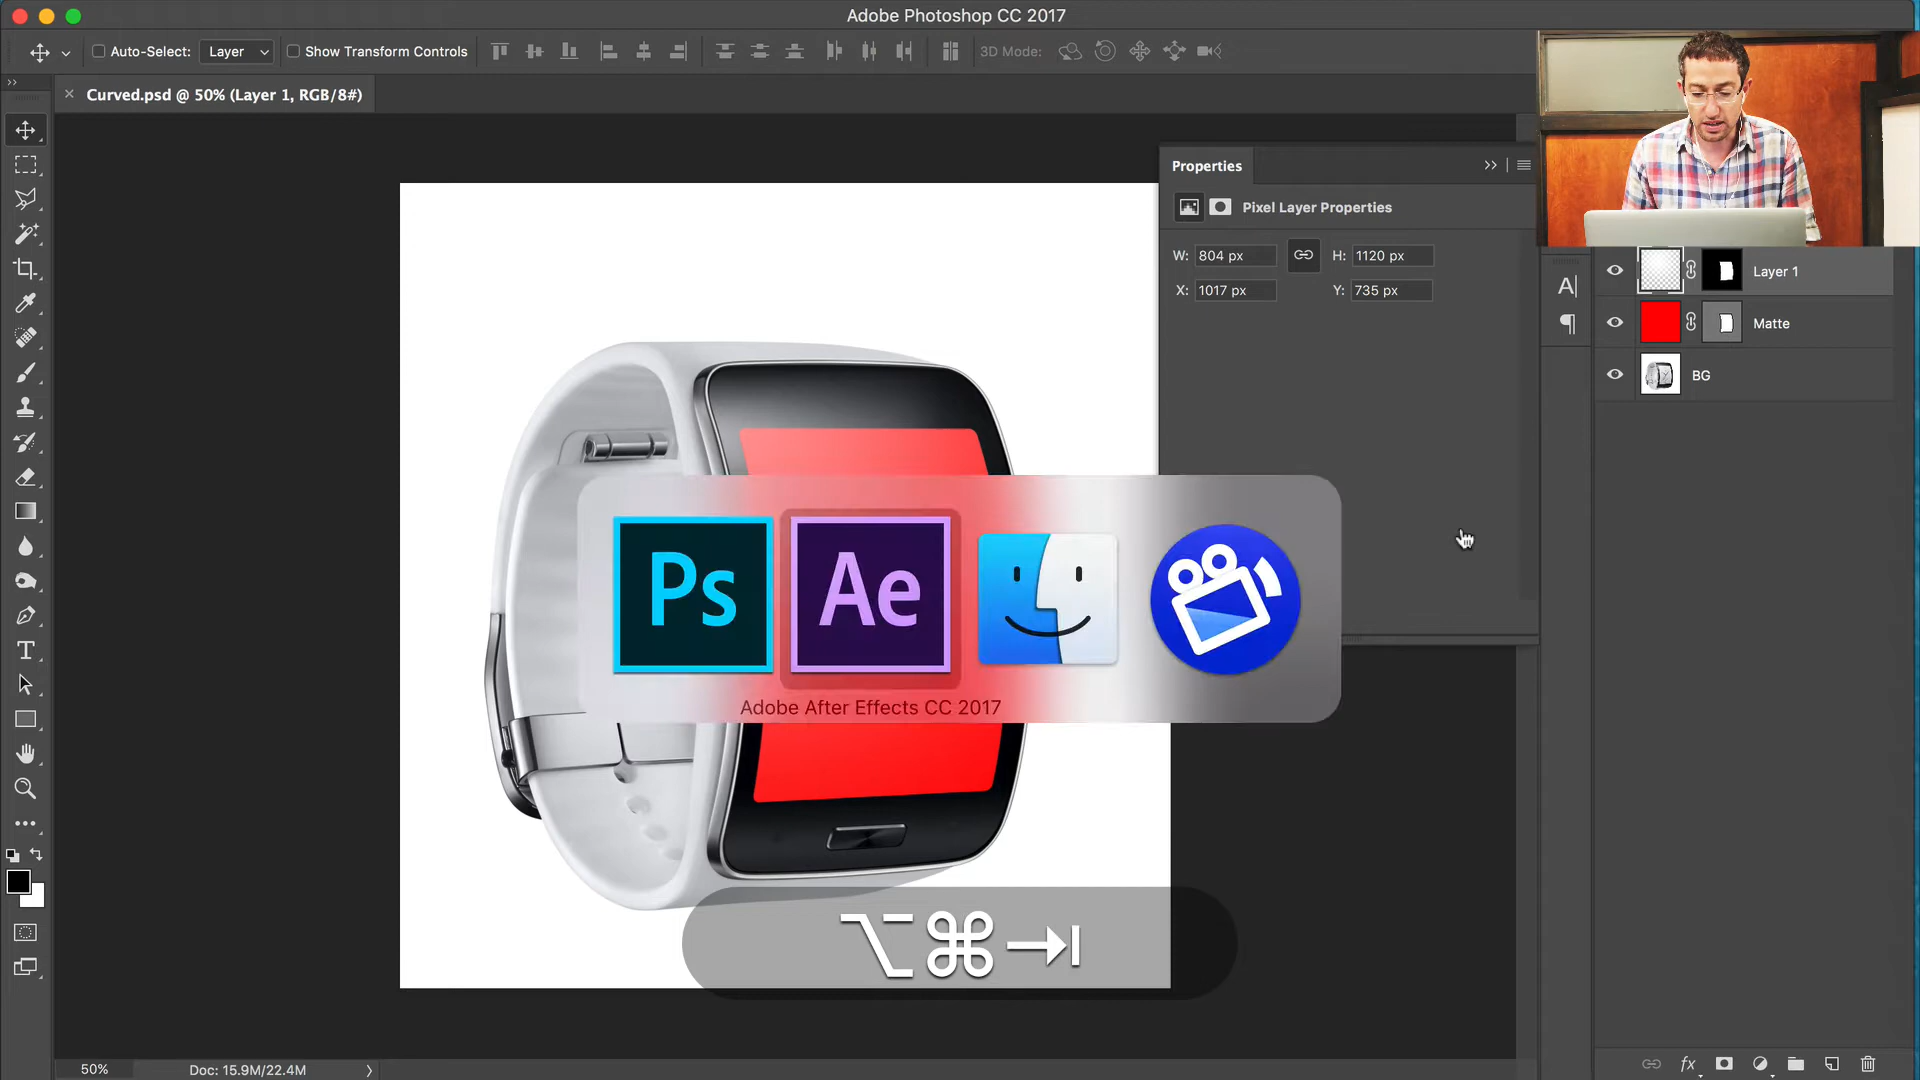 Adobe Photoshop CC 2017
Auto-Select: Layer Show Transform Controls 3D Mode:
Curved.psd @ 50% (Layer 1, RGB/8#)
Properties
Pixel Layer Properties
W: 804 px H: 1120 px
X: 1017 px Y: 735 px
A|
Layer 1
Matte
BG
Ps
Ae
Adobe After Effects CC 2017
T
⌥⌘⇥
fx
50% Doc: 15.9M/22.4M